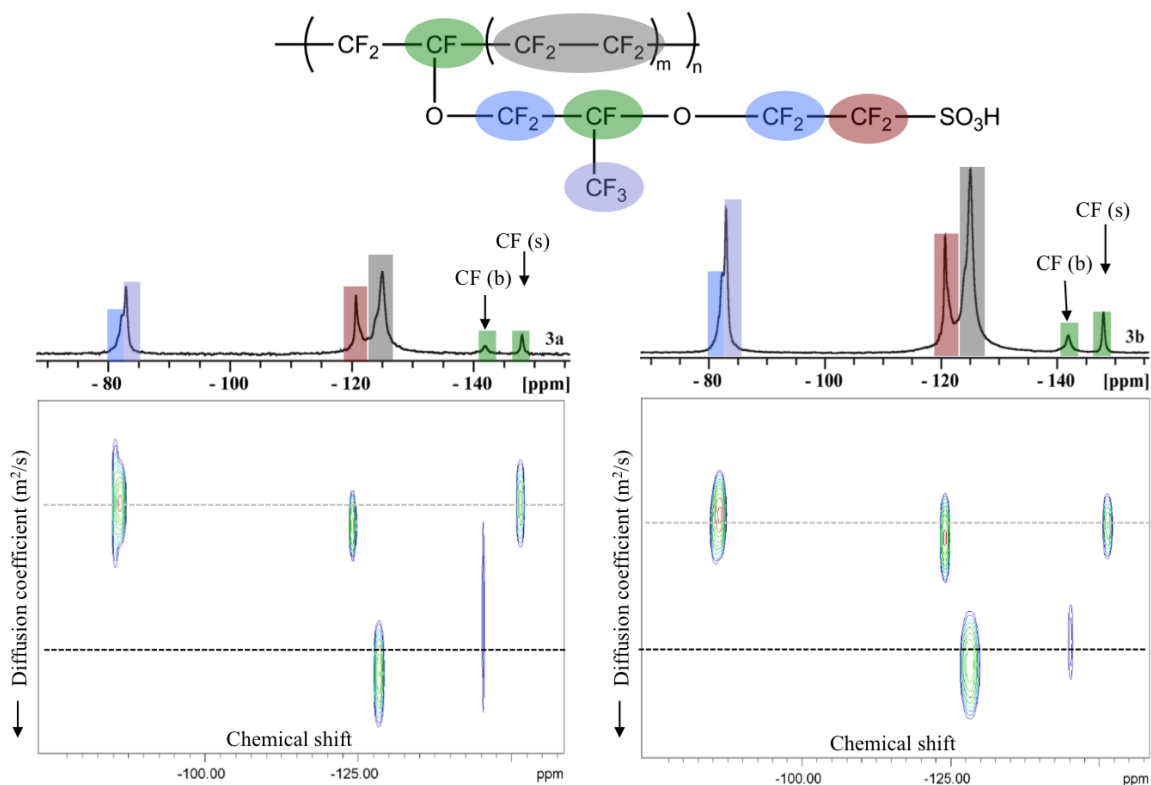 ( CF2 CF ( CF2 CF2 )m )n
O CF2 CF O CF2 CF2 SO3H
CF3
CF (s)
CF (b)
3a
- 80 - 100 - 120 - 140 [ppm]
CF (s)
CF (b)
3b
- 80 - 100 - 120 - 140 [ppm]
Diffusion coefficient (m²/s)
Chemical shift
-100.00 -125.00 ppm
Diffusion coefficient (m²/s)
Chemical shift
-100.00 -125.00 ppm